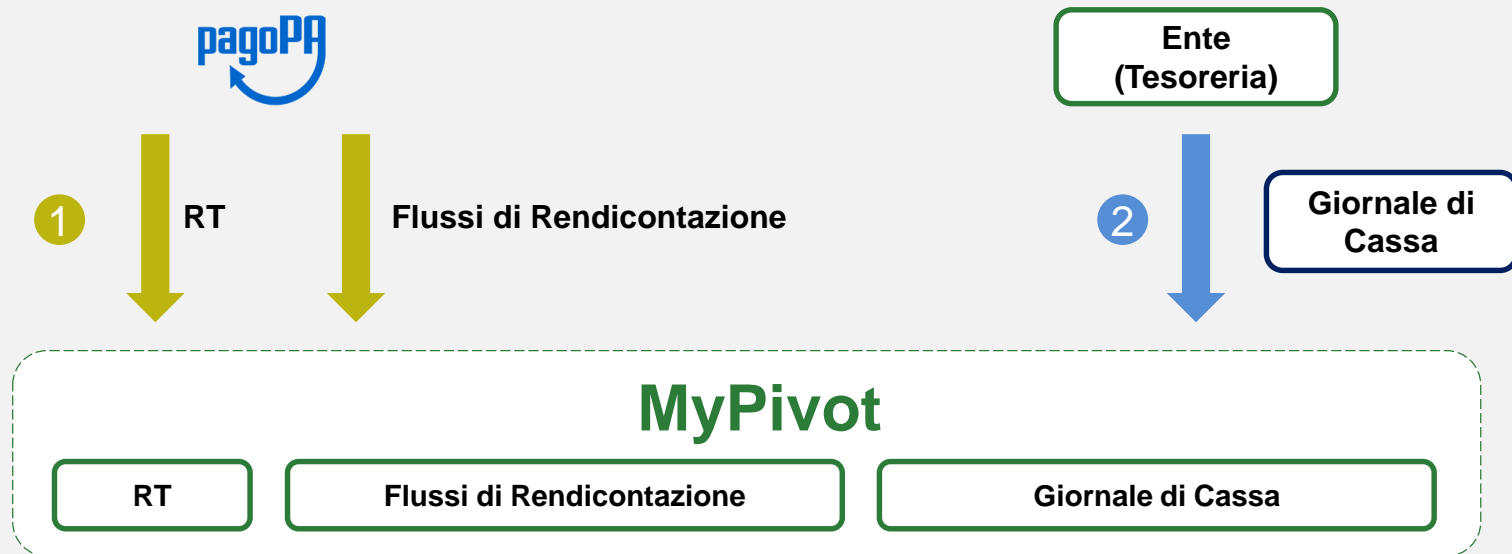 pagoPA
Ente
(Tesoreria)
1
RT
Flussi di Rendicontazione
2
Giornale di
Cassa
MyPivot
RT
Flussi di Rendicontazione
Giornale di Cassa